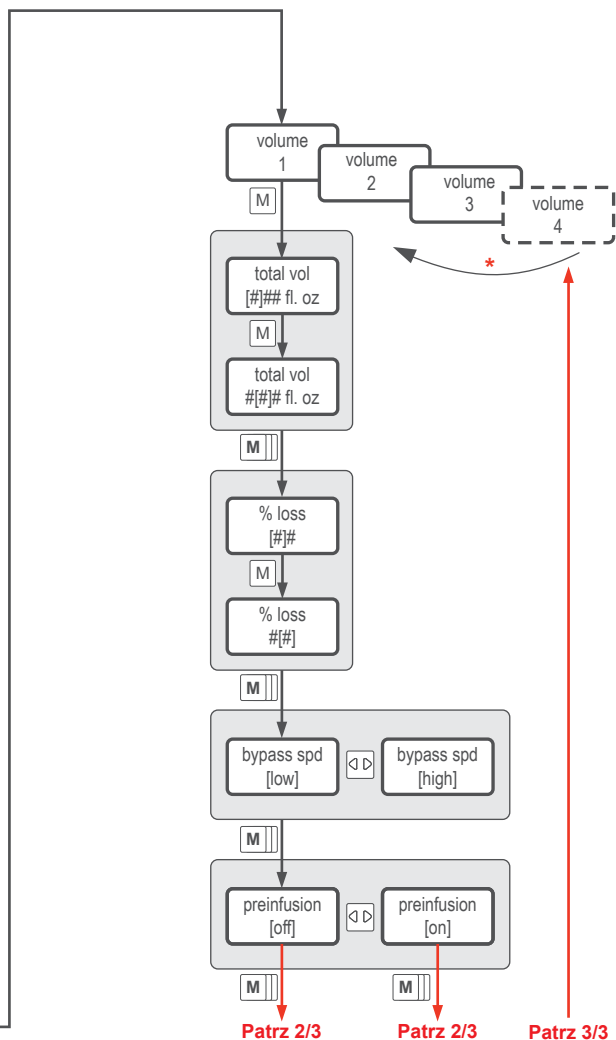 volume
1
volume
2
volume
3
volume
4
M
*
total vol
[#]## fl. oz
M
total vol
#[#]# fl. oz
M
% loss
[#]#
M
% loss
#[#]
M
bypass spd
[low]
bypass spd
[high]
M
preinfusion
[off]
preinfusion
[on]
M
M
Patrz 2/3
Patrz 2/3
Patrz 3/3